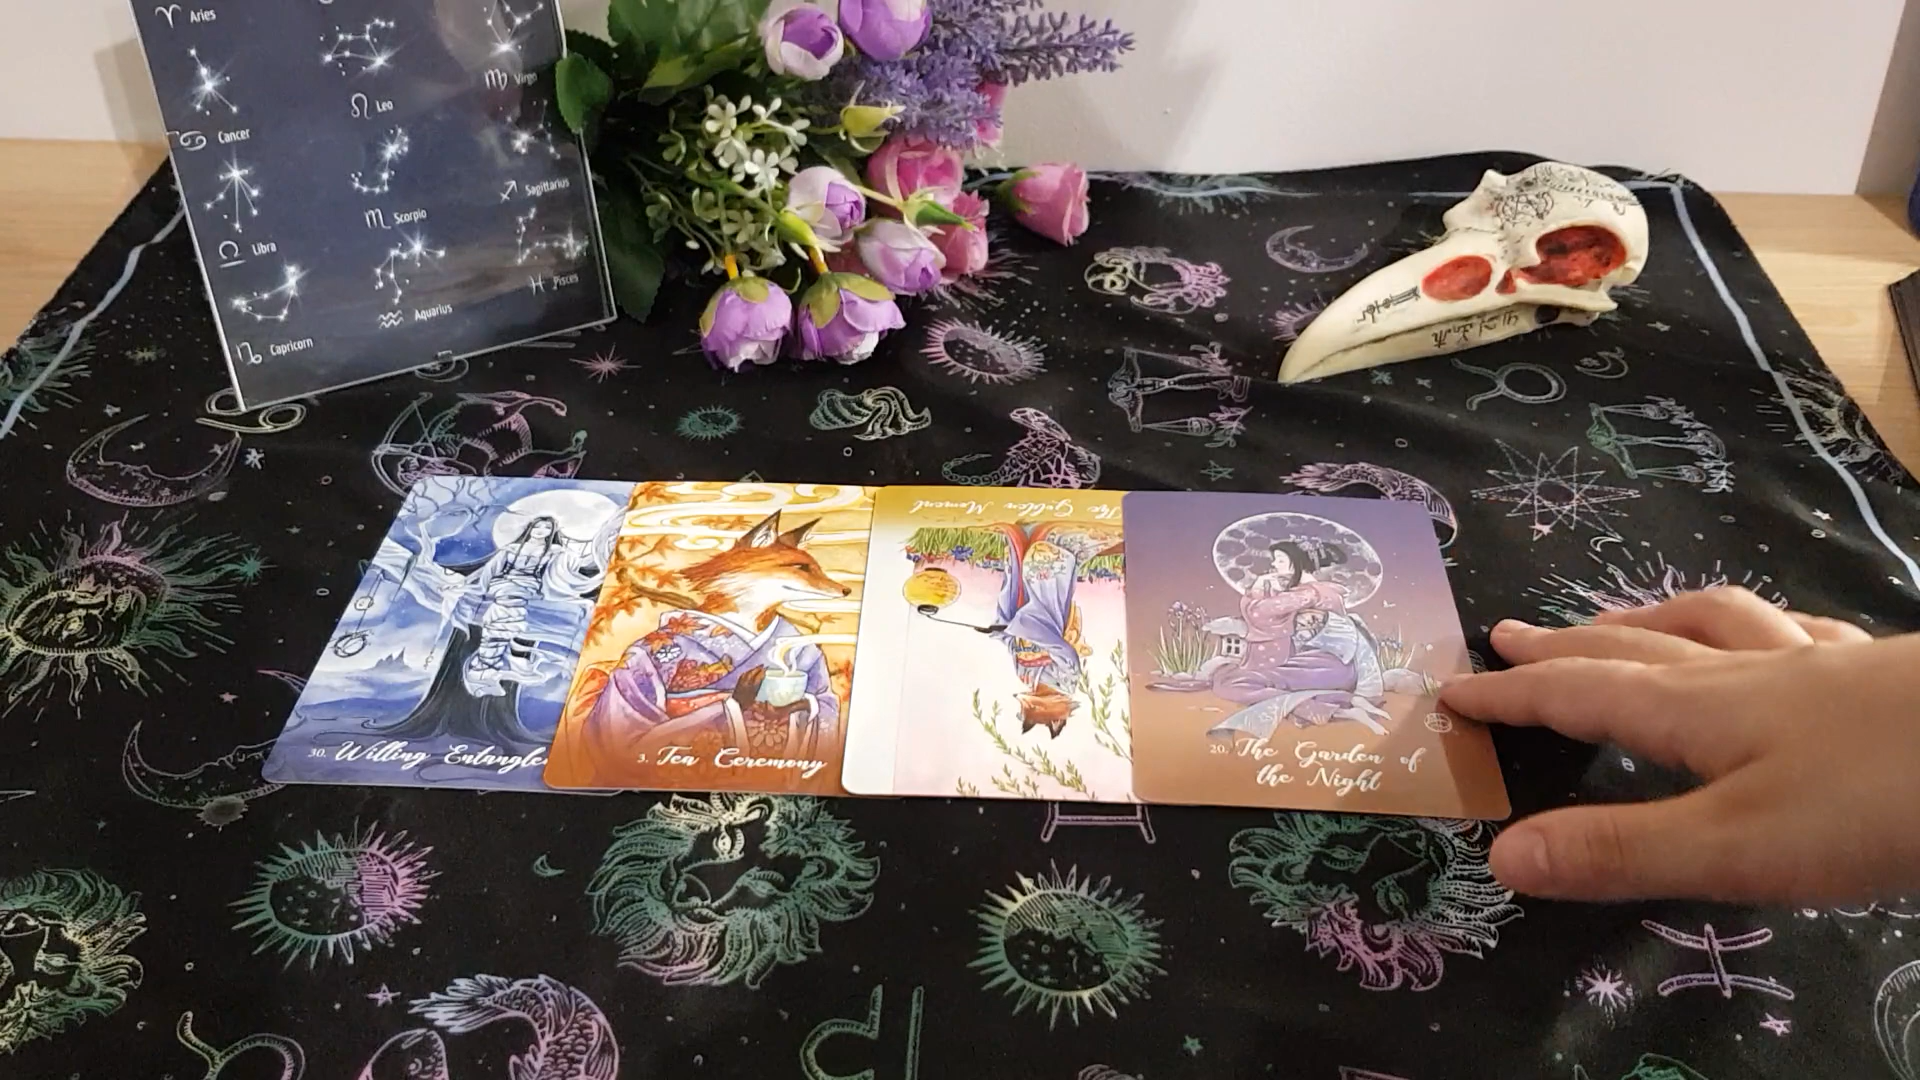 ♈ Aries
♋ Cancer
♌ Leo
♍ Virgo
♎ Libra
♏ Scorpio
♐ Sagittarius
♑ Capricorn
♒ Aquarius
♓ Pisces
30. Willing Entangle
3. Tea Ceremony
The Golden Moment
20. The Garden of
the Night